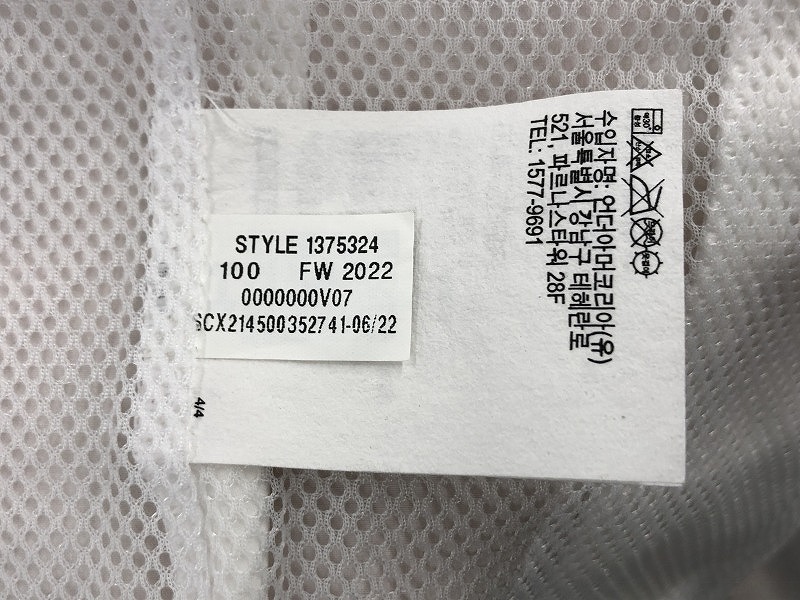 STYLE 1375324
100 FW 2022
0000000V07
SCX214500352741-06/22
4/4
수입자명: 언더아머코리아(유)
서울특별시 강남구 테헤란로
521, 파르나스타워 28F
TEL: 1577-9691